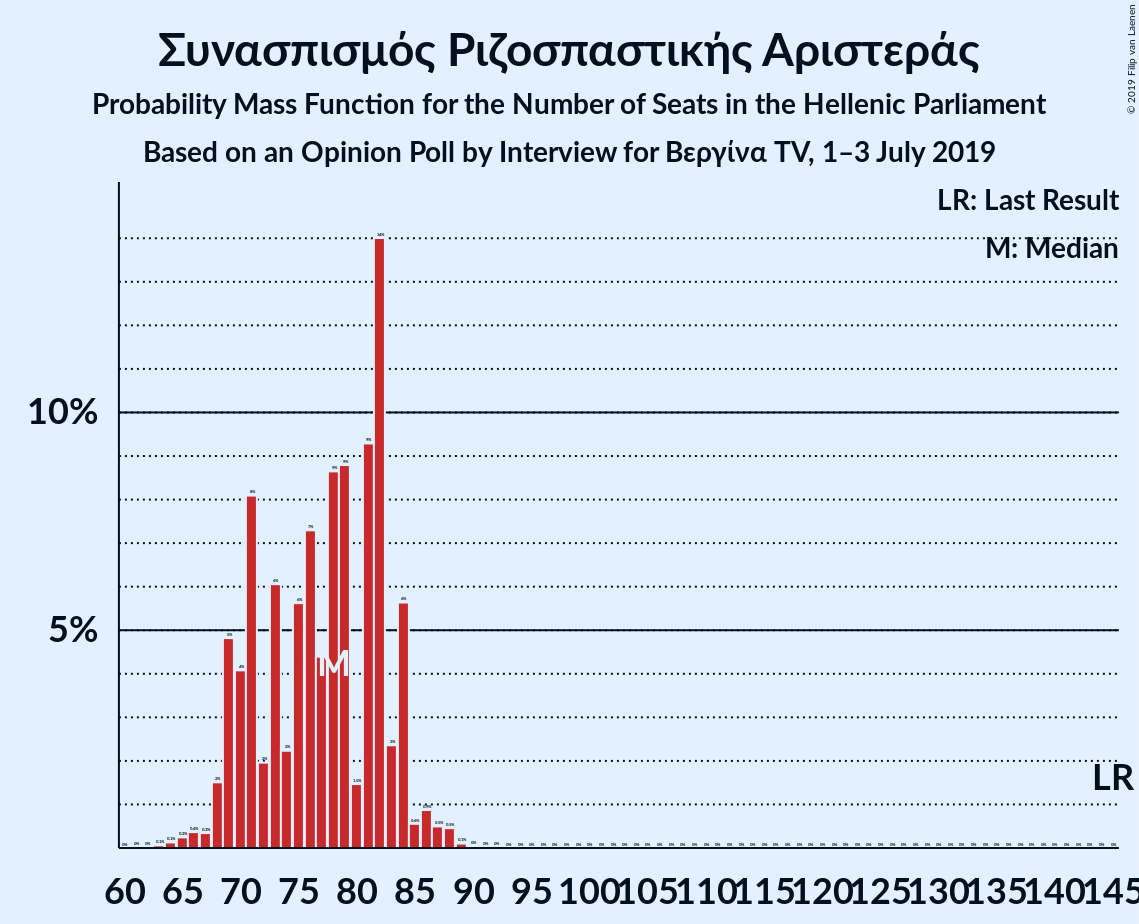 Συνασπισμός Ριζοσπαστικής Αριστεράς
Probability Mass Function for the Number of Seats in the Hellenic Parliament
Based on an Opinion Poll by Interview for Βεργίνα TV, 1–3 July 2019
© 2019 Filip van Laenen
LR: Last Result
M: Median
10%
5%
M
LR
60 65 70 75 80 85 90 95 100 105 110 115 120 125 130 135 140 145